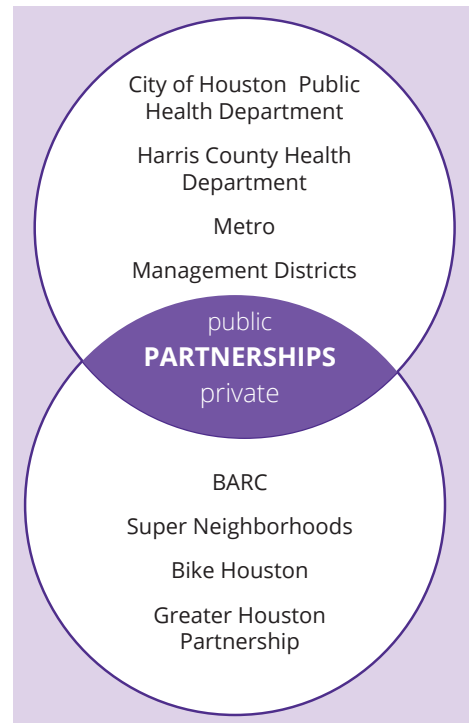 City of Houston Public
Health Department
Harris County Health
Department
Metro
Management Districts
public
PARTNERSHIPS
private
BARC
Super Neighborhoods
Bike Houston
Greater Houston
Partnership